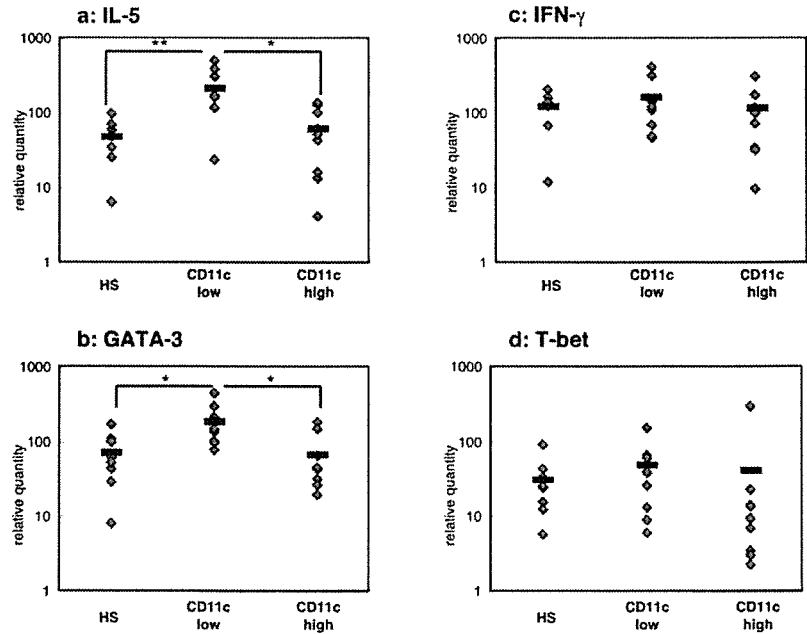 a: IL-5
1000
100
10
1
relative quantity
** *
HS
CD11c
low
CD11c
high
c: IFN-γ
1000
100
10
1
relative quantity
HS
CD11c
low
CD11c
high
b: GATA-3
1000
100
10
1
relative quantity
* *
HS
CD11c
low
CD11c
high
d: T-bet
1000
100
10
1
relative quantity
HS
CD11c
low
CD11c
high